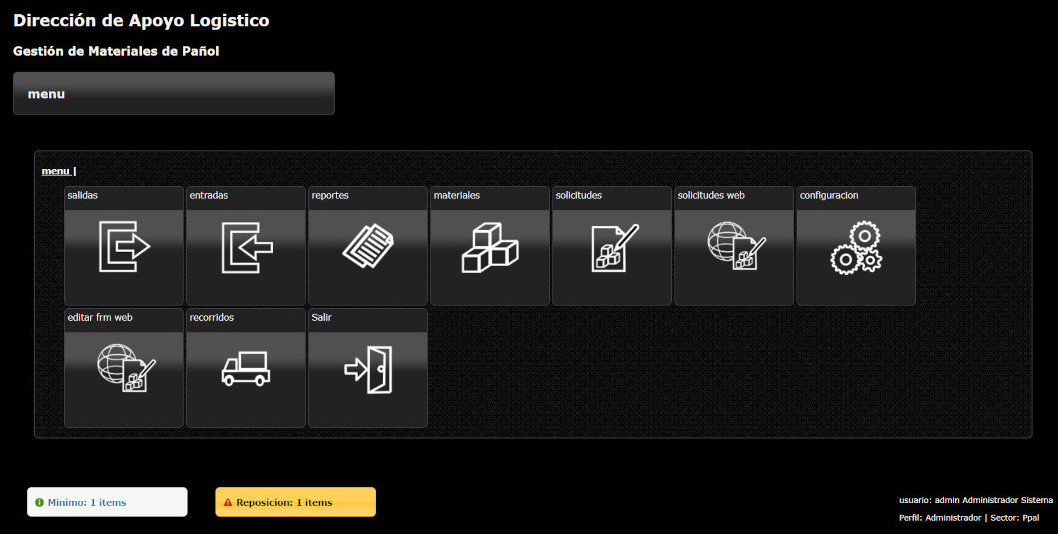 Dirección de Apoyo Logistico
Gestión de Materiales de Pañol
menu
menu |
salidas entradas reportes materiales solicitudes solicitudes web configuracion
editar frm web recorridos Salir
Minimo: 1 items Reposicion: 1 items
usuario: admin Administrador Sistema
Perfil: Administrador | Sector: Ppal